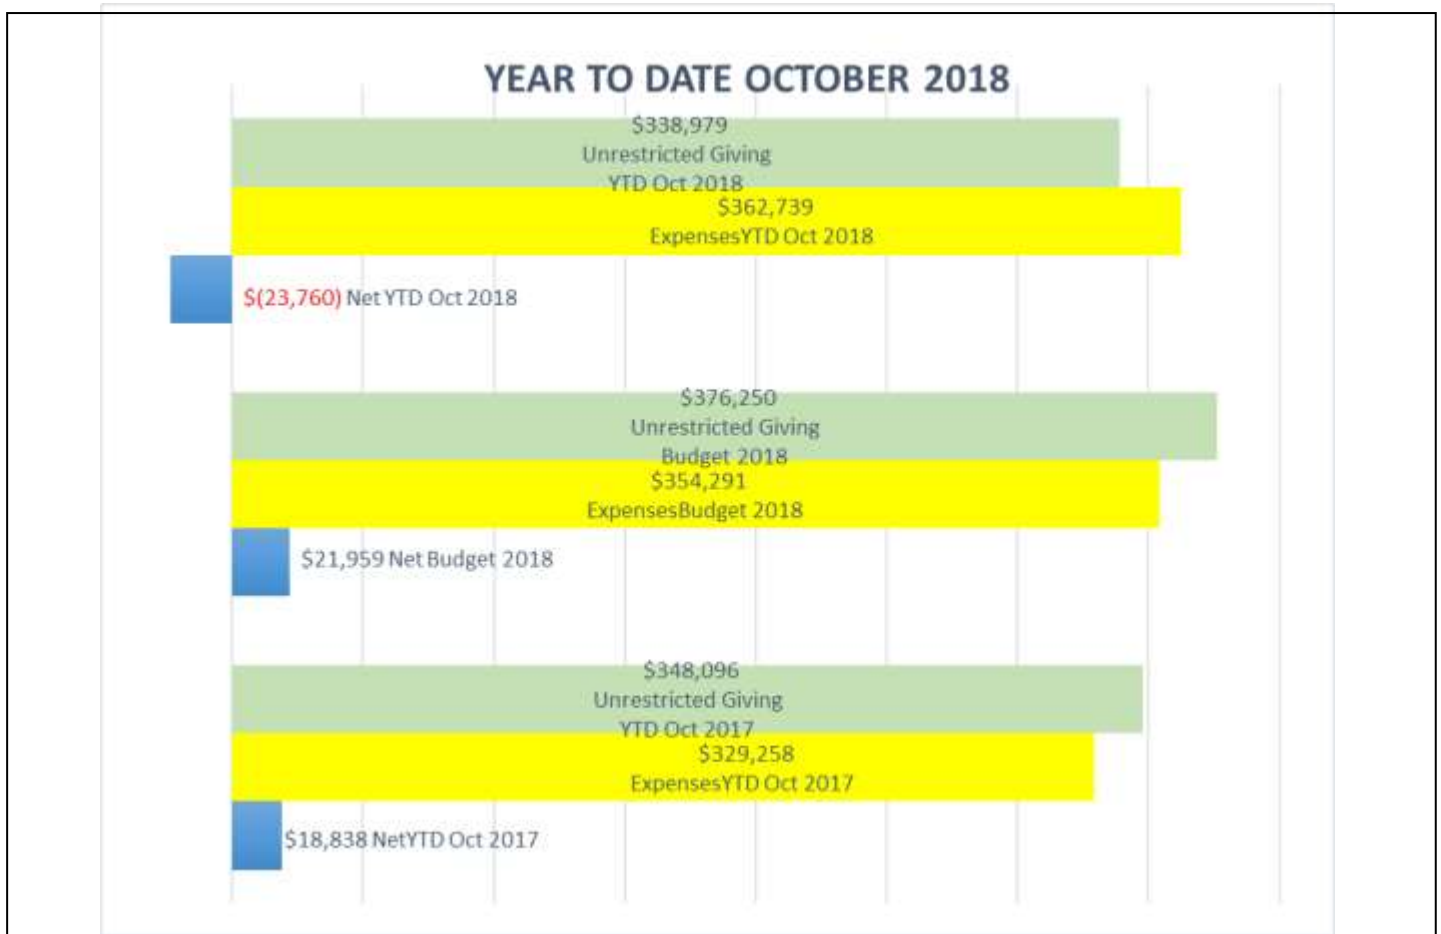 YEAR TO DATE OCTOBER 2018
$338,979
Unrestricted Giving
YTD Oct 2018
$362,739
ExpensesYTD Oct 2018
$(23,760) Net YTD Oct 2018
$376,250
Unrestricted Giving
Budget 2018
$354,291
ExpensesBudget 2018
$21,959 Net Budget 2018
$348,096
Unrestricted Giving
YTD Oct 2017
$329,258
ExpensesYTD Oct 2017
$18,838 NetYTD Oct 2017